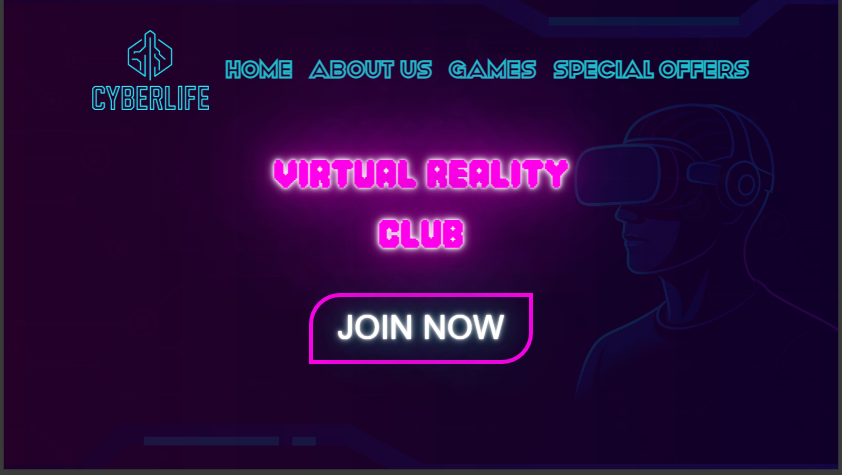 CYBERLIFE
HOME ABOUT US GAMES SPECIAL OFFERS
VIRTUAL REALITY
CLUB
JOIN NOW